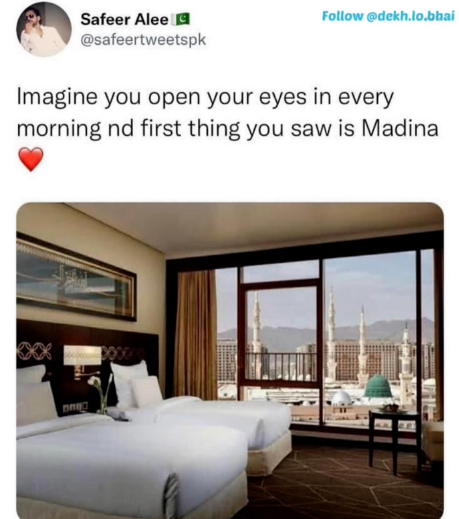 Safeer Alee🇵🇰
Follow @dekh.lo.bhai
@safeertweetspk
Imagine you open your eyes in every
morning nd first thing you saw is Madina
❤️